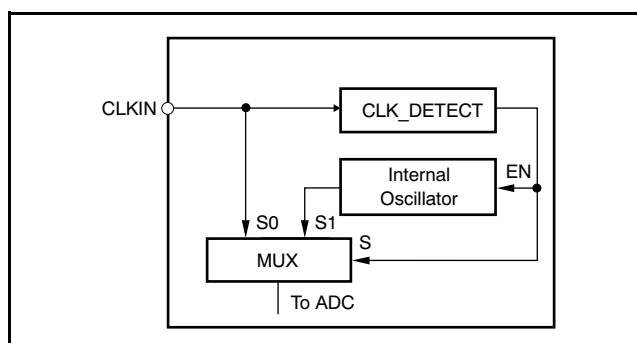 CLKIN
CLK_DETECT
Internal
Oscillator
EN
S0
S1
S
MUX
To ADC